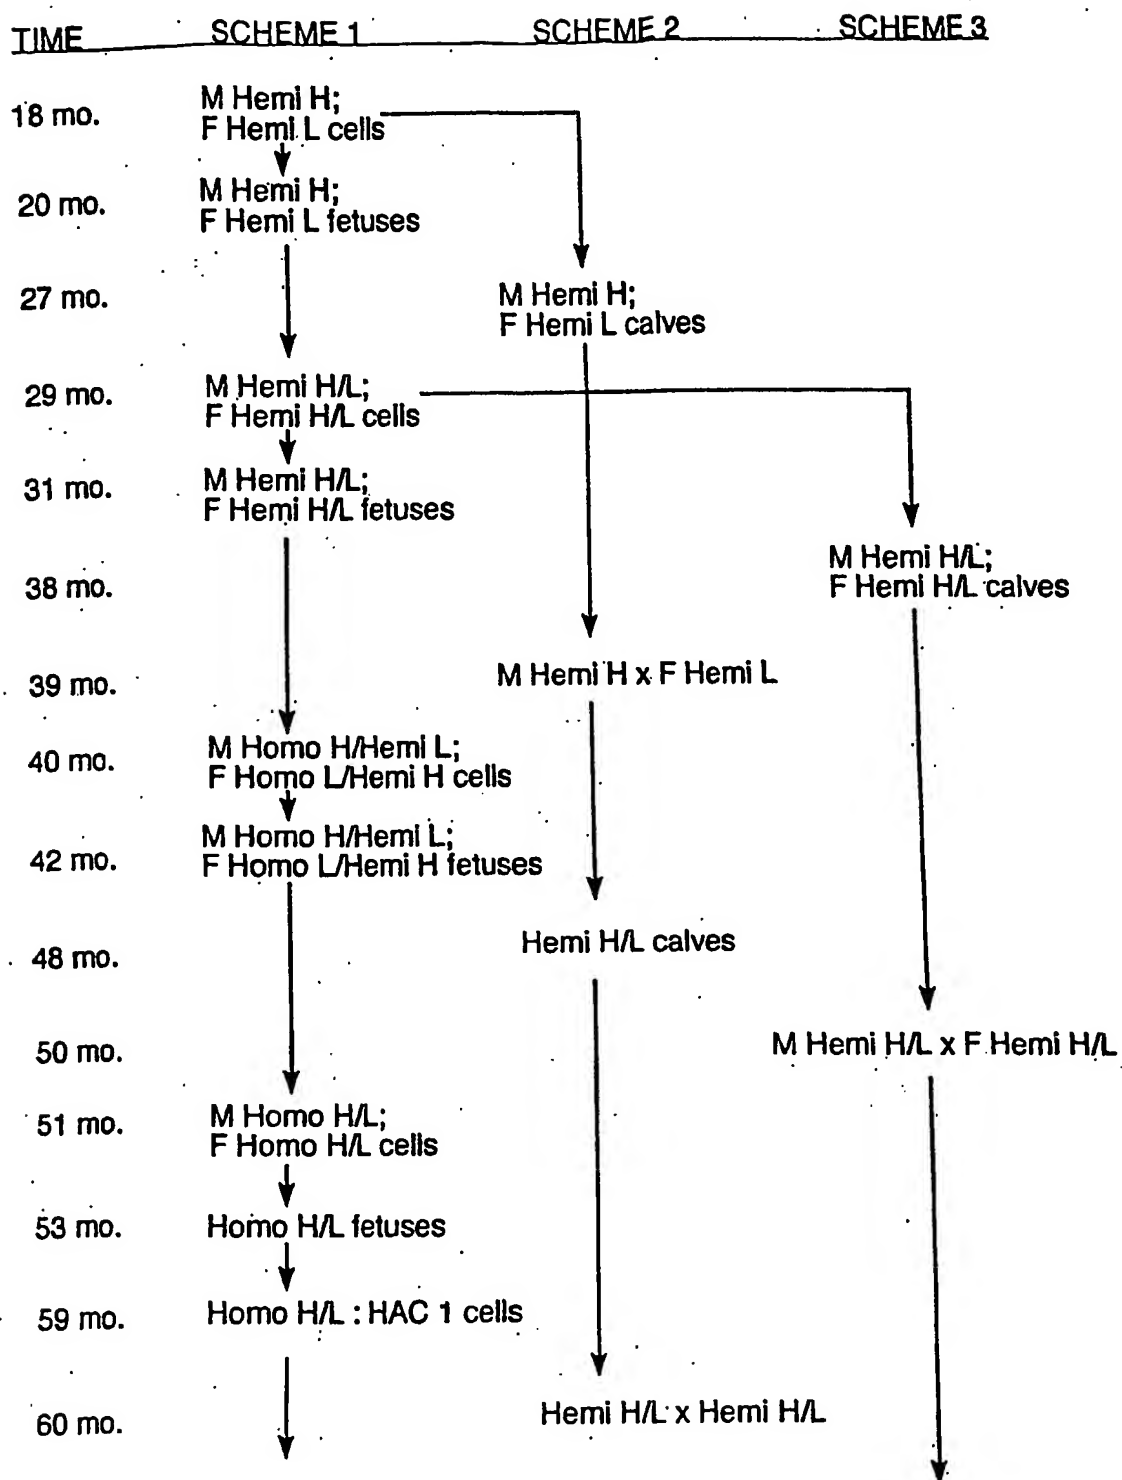 TIME SCHEME 1 SCHEME 2 SCHEME 3
18 mo.
M Hemi H;
F Hemi L cells
20 mo.
M Hemi H;
F Hemi L fetuses
27 mo.
M Hemi H;
F Hemi L calves
29 mo.
M Hemi H/L;
F Hemi H/L cells
31 mo.
M Hemi H/L;
F Hemi H/L fetuses
38 mo.
M Hemi H/L;
F Hemi H/L calves
39 mo.
M Hemi H x F Hemi L
40 mo.
M Homo H/Hemi L;
F Homo L/Hemi H cells
42 mo.
M Homo H/Hemi L;
F Homo L/Hemi H fetuses
48 mo.
Hemi H/L calves
50 mo.
M Hemi H/L x F Hemi H/L
51 mo.
M Homo H/L;
F Homo H/L cells
53 mo.
Homo H/L fetuses
59 mo.
Homo H/L : HAC 1 cells
60 mo.
Hemi H/L x Hemi H/L